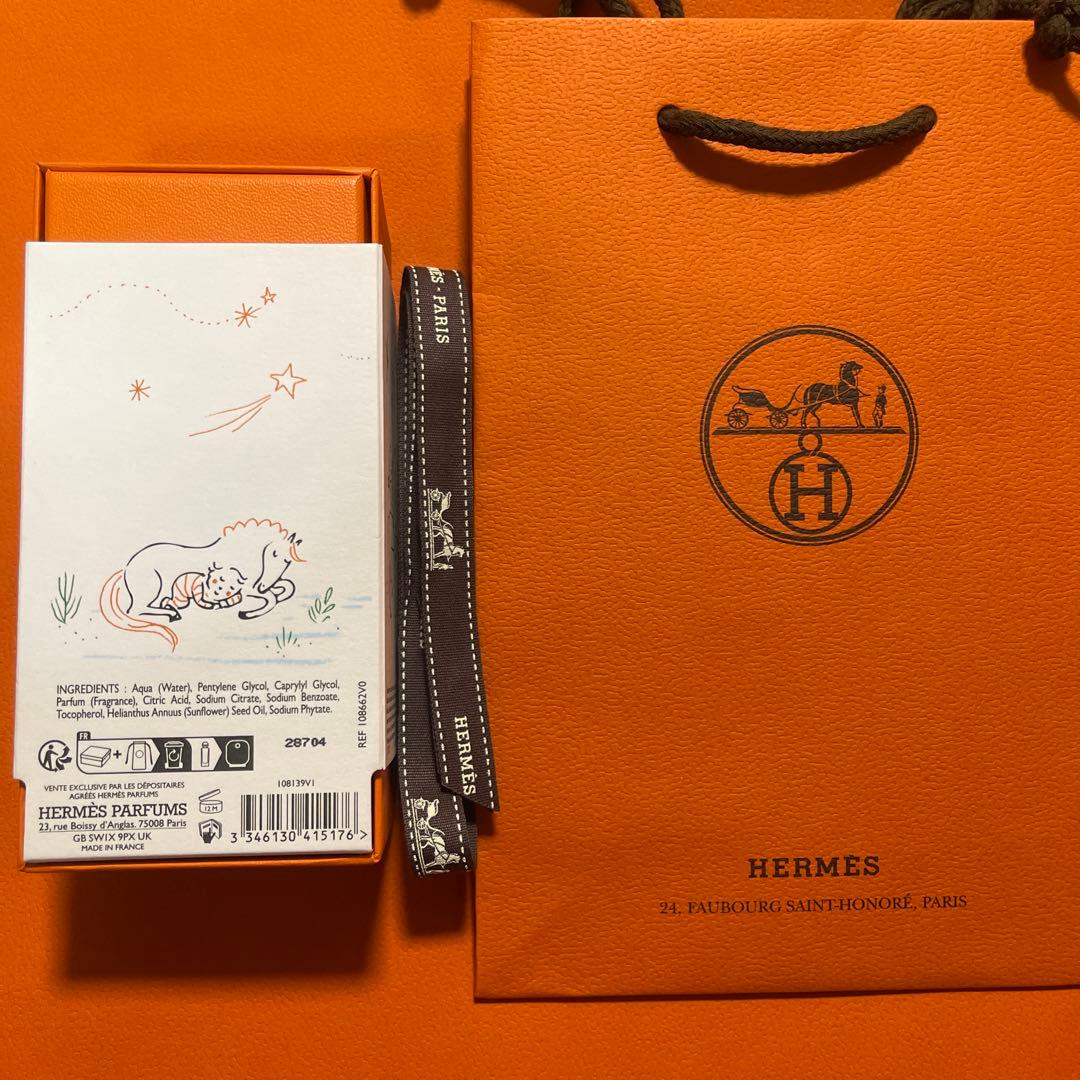 INGREDIENTS : Aqua (Water), Pentylene Glycol, Caprylyl Glycol,
Parfum (Fragrance), Citric Acid, Sodium Citrate, Sodium Benzoate,
Tocopherol, Helianthus Annuus (Sunflower) Seed Oil, Sodium Phytate.
REF 108662V0
FR
+
28704
VENTE EXCLUSIVE PAR LES DÉPOSITAIRES
AGRÉÉS HERMÈS PARFUMS
HERMÈS PARFUMS
23, rue Boissy d'Anglas. 75008 Paris
GB SW1X 9PX UK
MADE IN FRANCE
12 M
108139V1
3 346130 415176 >
ÈS - PARIS
HERMÈS
H
HERMÈS
24, FAUBOURG SAINT-HONORÉ, PARIS